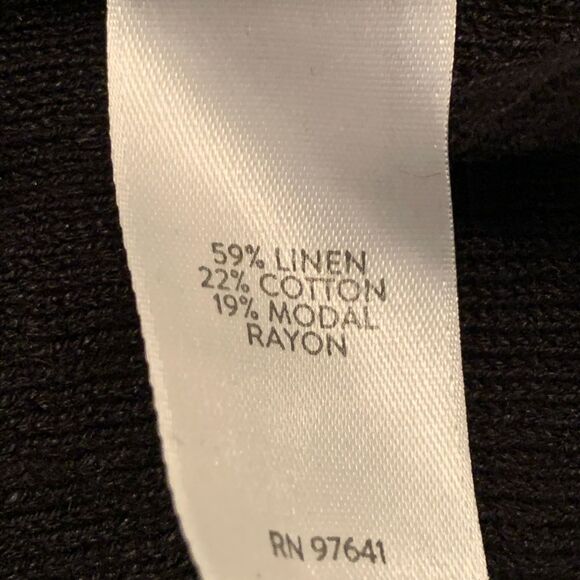 59% LINEN
22% COTTON
19% MODAL
RAYON
RN 97641